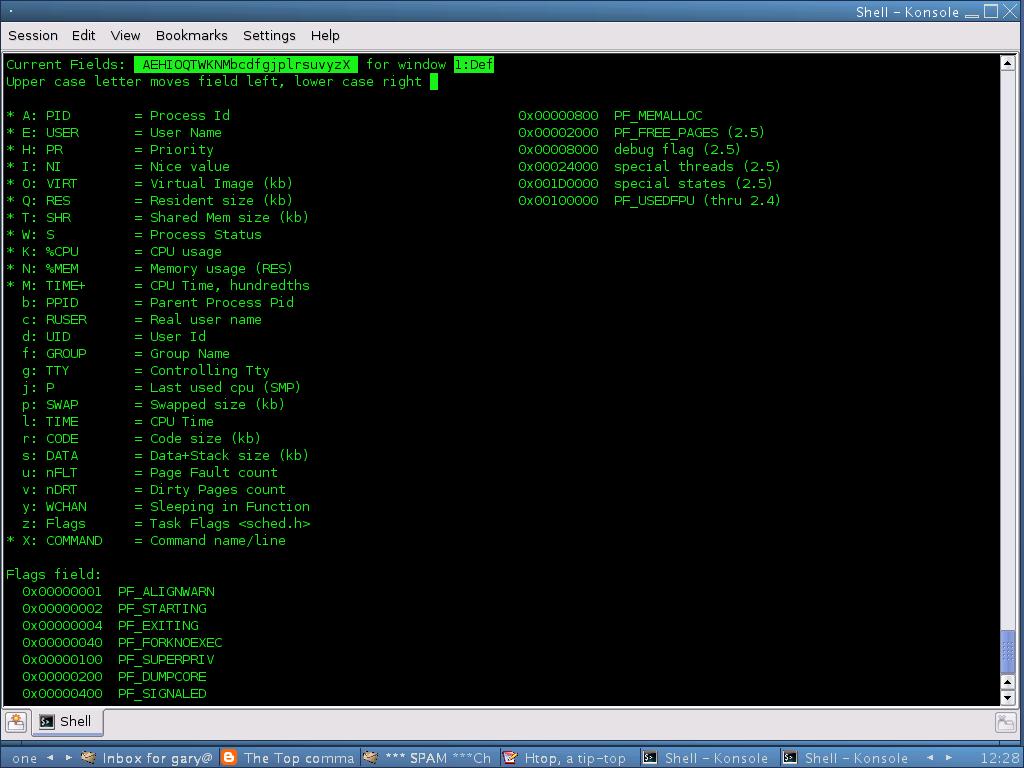 Shell - Konsole
Session Edit View Bookmarks Settings Help
Current Fields: AEHIOQTWKNMbcdfgjplrsuvyzX for window 1:Def
Upper case letter moves field left, lower case right
* A: PID = Process Id 0x00000800 PF_MEMALLOC
* E: USER = User Name 0x00002000 PF_FREE_PAGES (2.5)
* H: PR = Priority 0x00008000 debug flag (2.5)
* I: NI = Nice value 0x00024000 special threads (2.5)
* O: VIRT = Virtual Image (kb) 0x001D0000 special states (2.5)
* Q: RES = Resident size (kb) 0x00100000 PF_USEDFPU (thru 2.4)
* T: SHR = Shared Mem size (kb)
* W: S = Process Status
* K: %CPU = CPU usage
* N: %MEM = Memory usage (RES)
* M: TIME+ = CPU Time, hundredths
b: PPID = Parent Process Pid
c: RUSER = Real user name
d: UID = User Id
f: GROUP = Group Name
g: TTY = Controlling Tty
j: P = Last used cpu (SMP)
p: SWAP = Swapped size (kb)
l: TIME = CPU Time
r: CODE = Code size (kb)
s: DATA = Data+Stack size (kb)
u: nFLT = Page Fault count
v: nDRT = Dirty Pages count
y: WCHAN = Sleeping in Function
z: Flags = Task Flags <sched.h>
* X: COMMAND = Command name/line
Flags field:
0x00000001 PF_ALIGNWARN
0x00000002 PF_STARTING
0x00000004 PF_EXITING
0x00000040 PF_FORKNOEXEC
0x00000100 PF_SUPERPRIV
0x00000200 PF_DUMPCORE
0x00000400 PF_SIGNALED
Shell
one Inbox for gary@ The Top comma *** SPAM ***Ch Htop, a tip-top Shell - Konsole Shell - Konsole 12:28